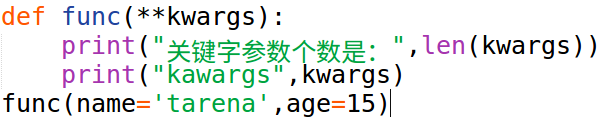 def func(**kwargs):
    print("关键字参数个数是：",len(kwargs))
    print("kawargs",kwargs)
func(name='tarena',age=15)